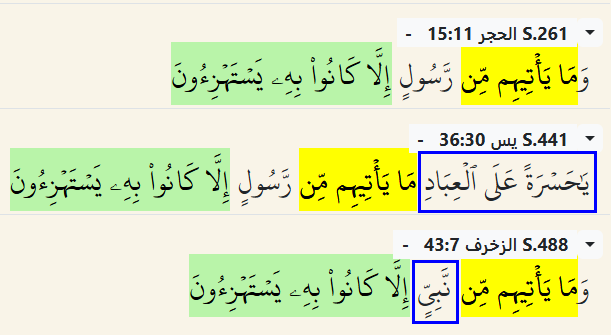 S.261 الحجر 15:11 -
وَمَا يَأْتِيهِم مِّن رَّسُولٍ إِلَّا كَانُوا۟ بِهِۦ يَسْتَهْزِءُونَ
S.441 يس 36:30 -
يَـٰحَسْرَةً عَلَى ٱلْعِبَادِ مَا يَأْتِيهِم مِّن رَّسُولٍ إِلَّا كَانُوا۟ بِهِۦ يَسْتَهْزِءُونَ
S.488 الزخرف 43:7 -
وَمَا يَأْتِيهِم مِّن نَّبِىٍّ إِلَّا كَانُوا۟ بِهِۦ يَسْتَهْزِءُونَ